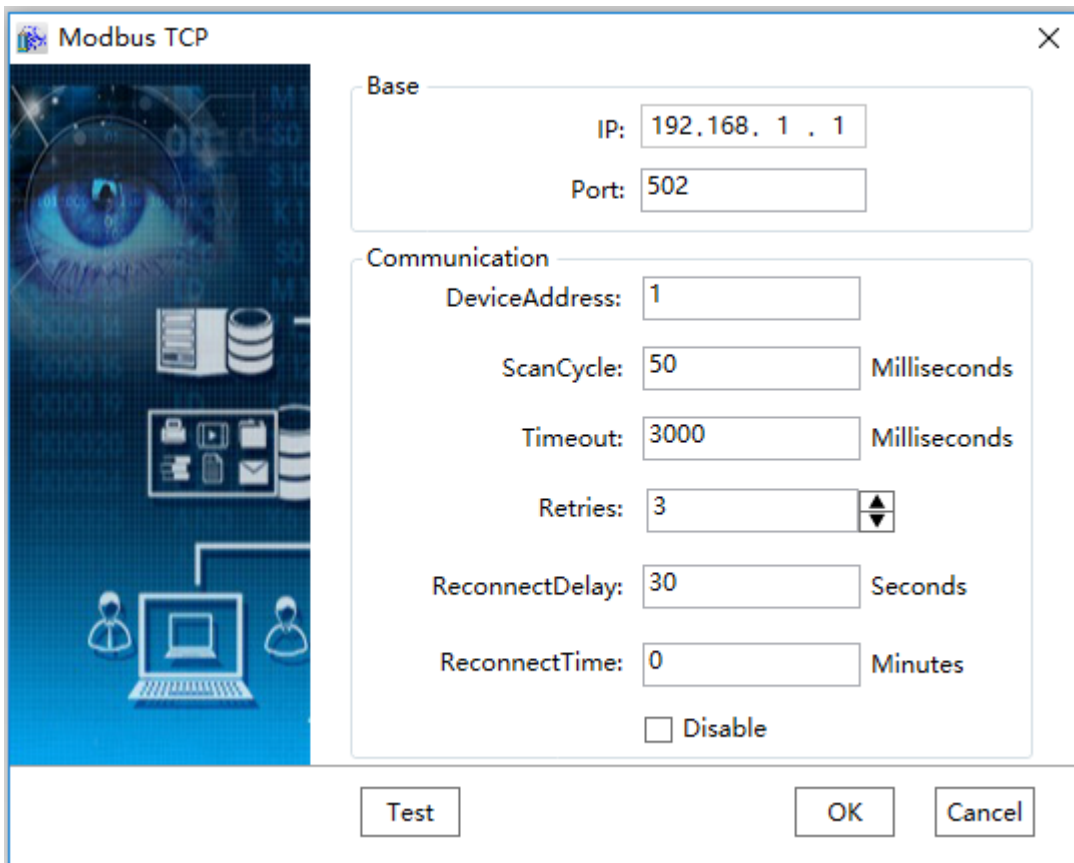 Modbus TCP
Base
IP: 192.168. 1 . 1
Port: 502
Communication
DeviceAddress: 1
ScanCycle: 50 Milliseconds
Timeout: 3000 Milliseconds
Retries: 3
ReconnectDelay: 30 Seconds
ReconnectTime: 0 Minutes
Disable
Test OK Cancel